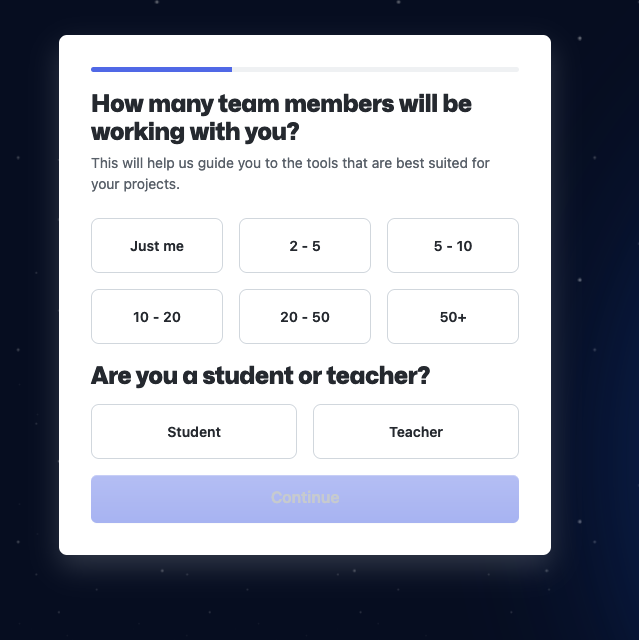 How many team members will be
working with you?
This will help us guide you to the tools that are best suited for
your projects.
Just me
2 - 5
5 - 10
10 - 20
20 - 50
50+
Are you a student or teacher?
Student
Teacher
Continue